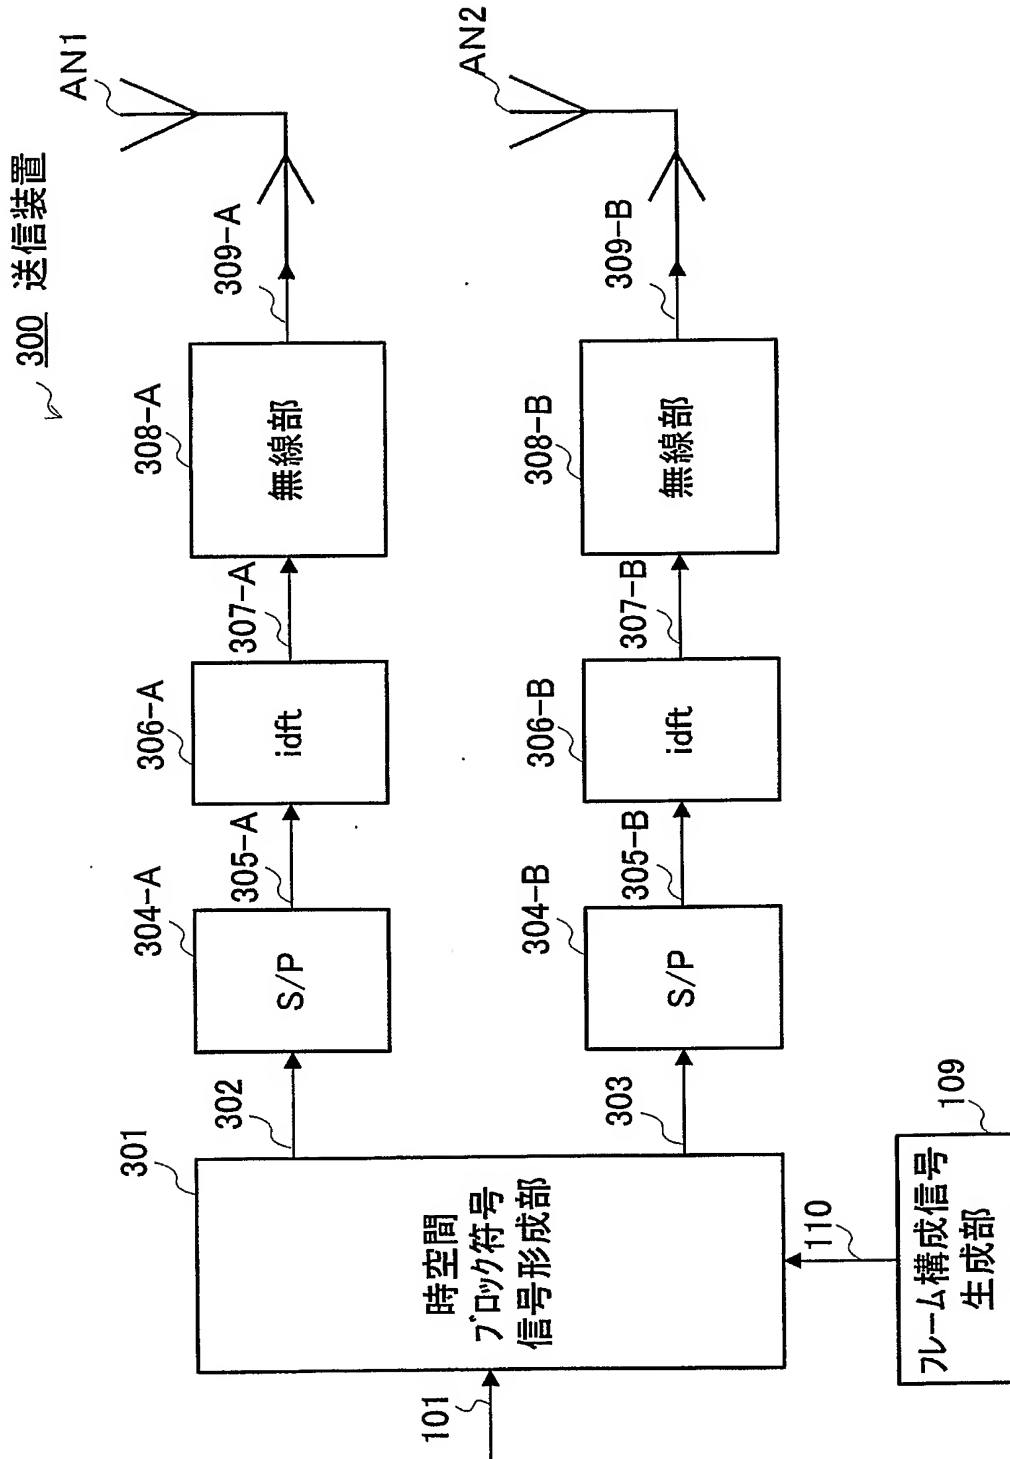 300 送信装置
AN1
309-A
308-A
無線部
307-A
306-A
idft
305-A
304-A
S/P
302
301
時空間
ブロック符号
信号形成部
101
AN2
309-B
308-B
無線部
307-B
306-B
idft
305-B
304-B
S/P
303
110
109
フレーム構成信号
生成部